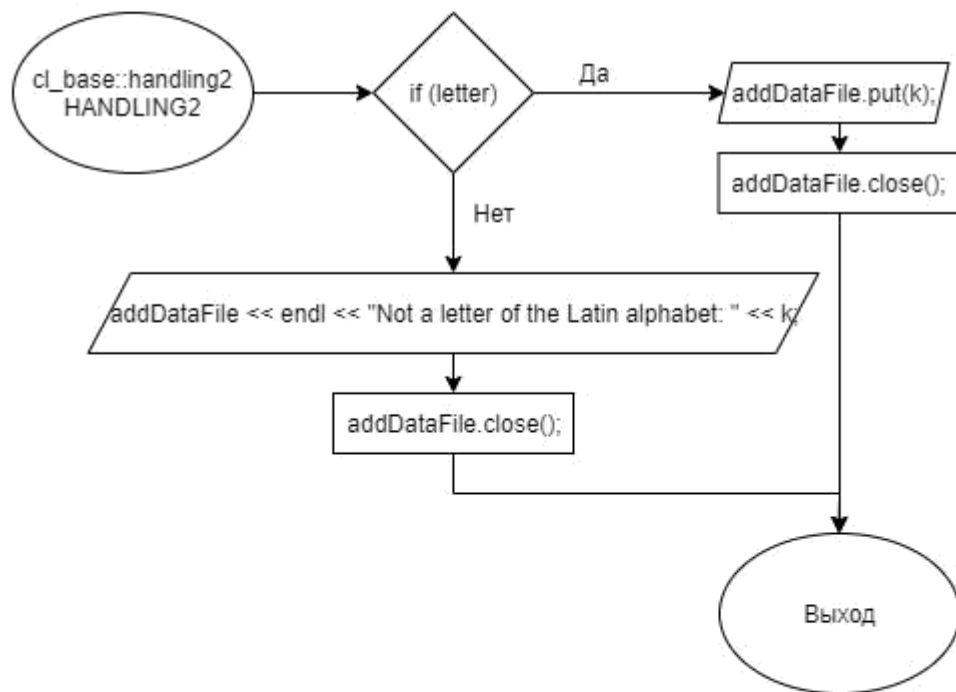 cl_base::handling2
HANDLING2
if (letter)
Да
addDataFile.put(k);
addDataFile.close();
Нет
addDataFile << endl << "Not a letter of the Latin alphabet: " << k;
addDataFile.close();
Выход